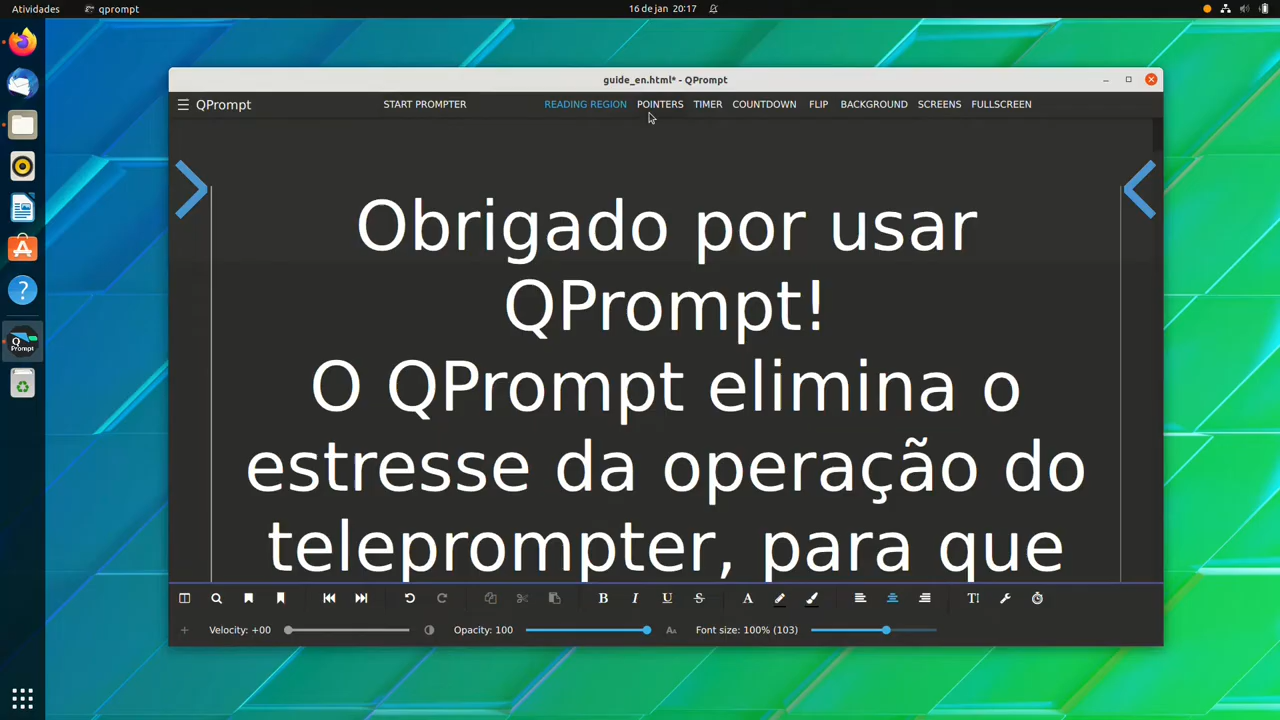 Atividades qprompt 16 de jan 20:17
guide_en.html* - QPrompt
QPrompt START PROMPTER READING REGION POINTERS TIMER COUNTDOWN FLIP BACKGROUND SCREENS FULLSCREEN
Obrigado por usar
QPrompt!
O QPrompt elimina o
estresse da operação do
teleprompter, para que
Velocity: +00 Opacity: 100 Font size: 100% (103)
Q
Prompt